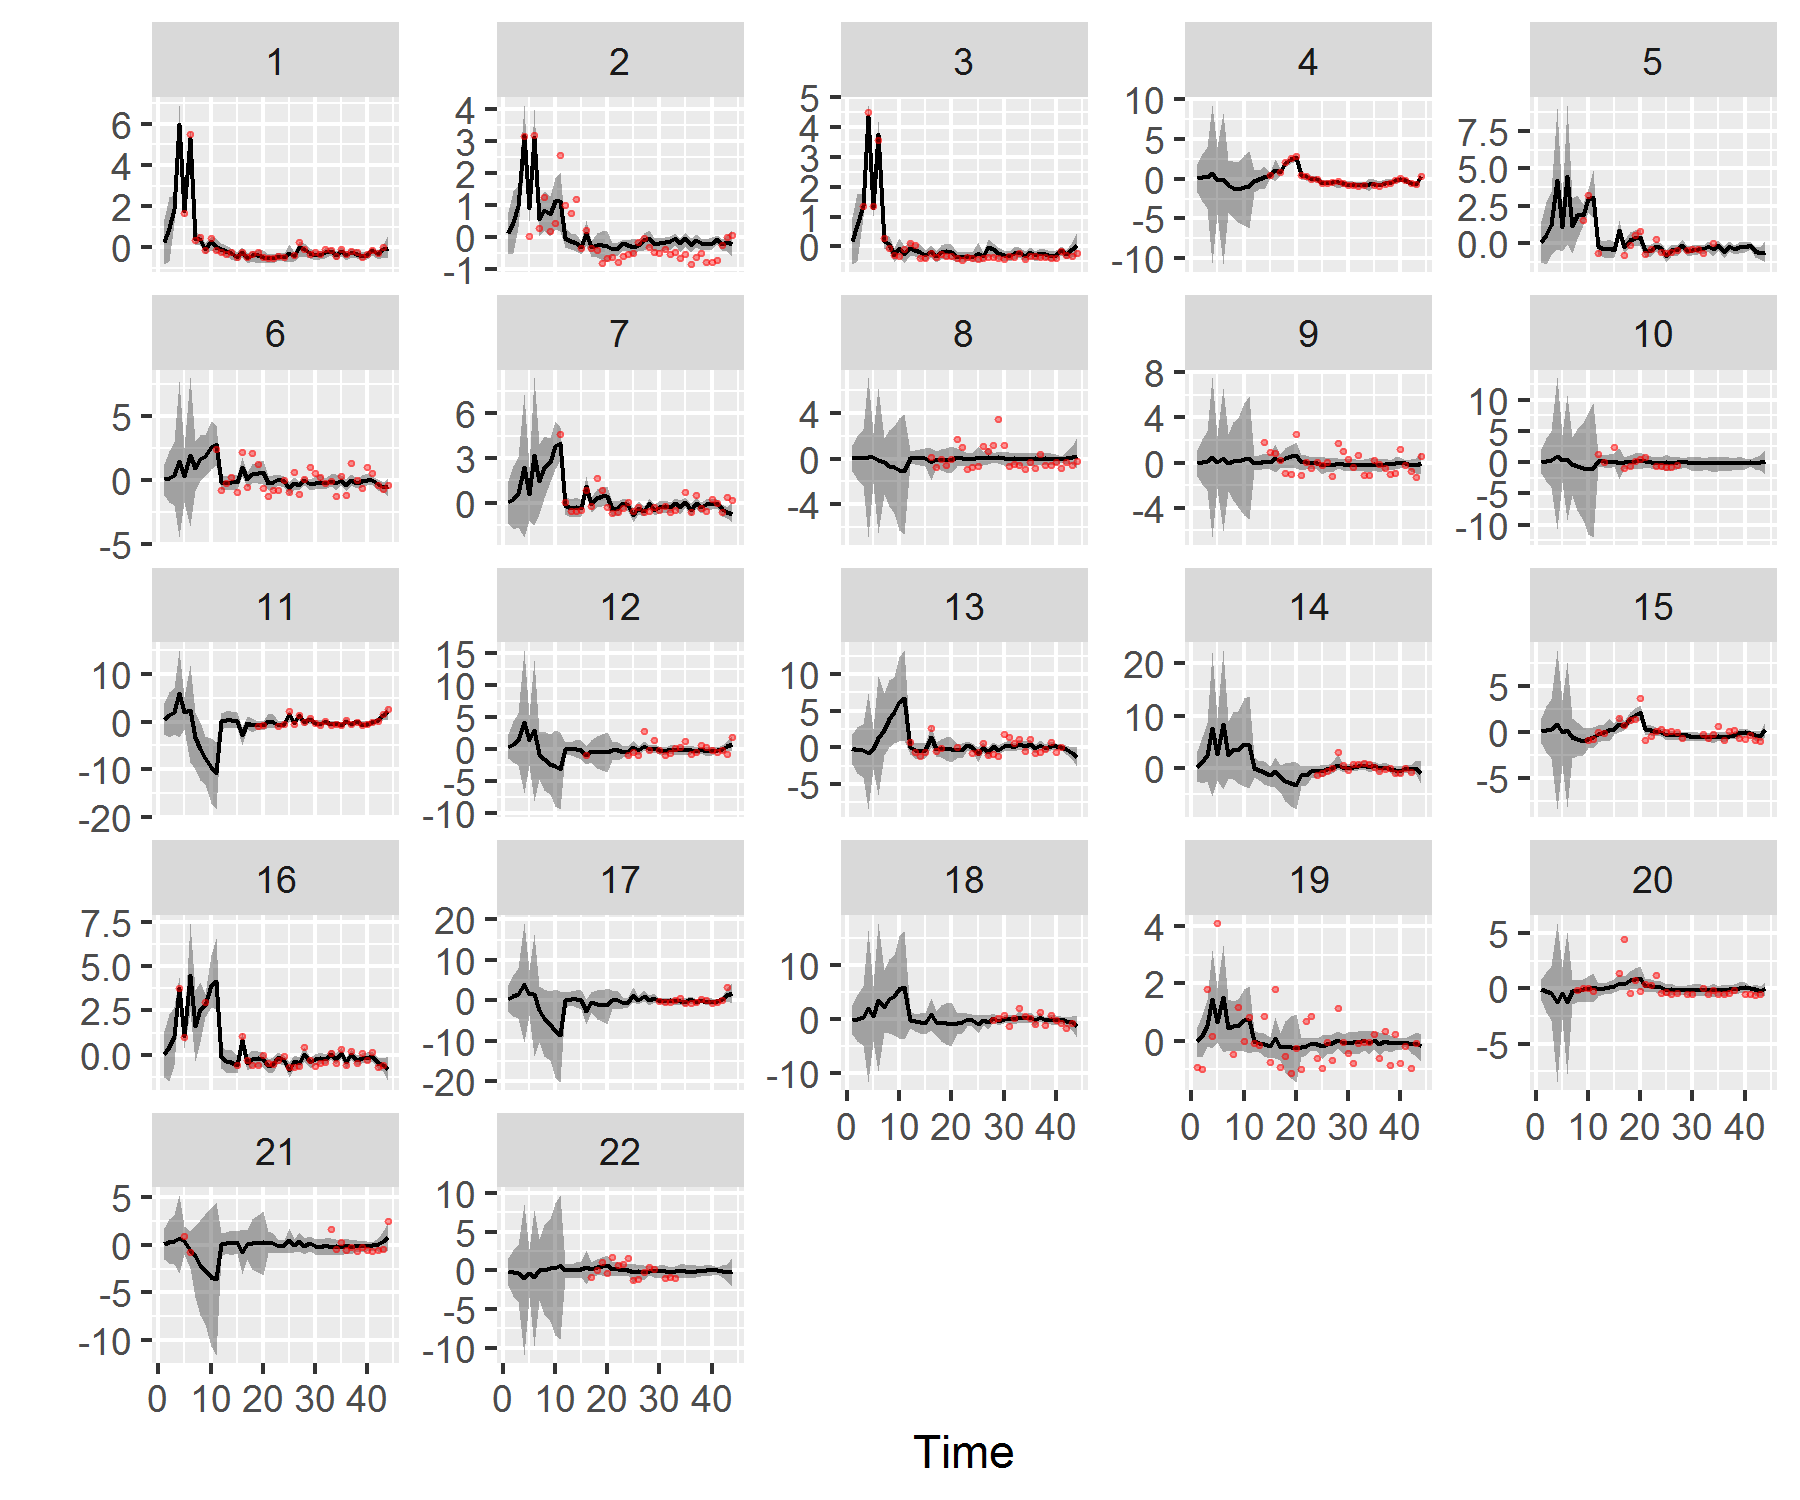 1 2 3 4 5
6 4 2 0
4 3 2 1 0 -1
5 4 3 2 1 0
10 5 0 -5 -10
7.5 5.0 2.5 0.0
6 7 8 9 10
5 0 -5
6 3 0
4 0 -4
8 4 0 -4
10 5 0 -5 -10
11 12 13 14 15
10 0 -10 -20
15 10 5 0 -5 -10
10 5 0 -5
20 10 0
5 0 -5
16 17 18 19 20
7.5 5.0 2.5 0.0
20 10 0 -10 -20
10 0 -10
4 2 0
5 0 -5
0 10 20 30 40
0 10 20 30 40
0 10 20 30 40
21 22
5 0 -5 -10
10 5 0 -5 -10
0 10 20 30 40
0 10 20 30 40
Time